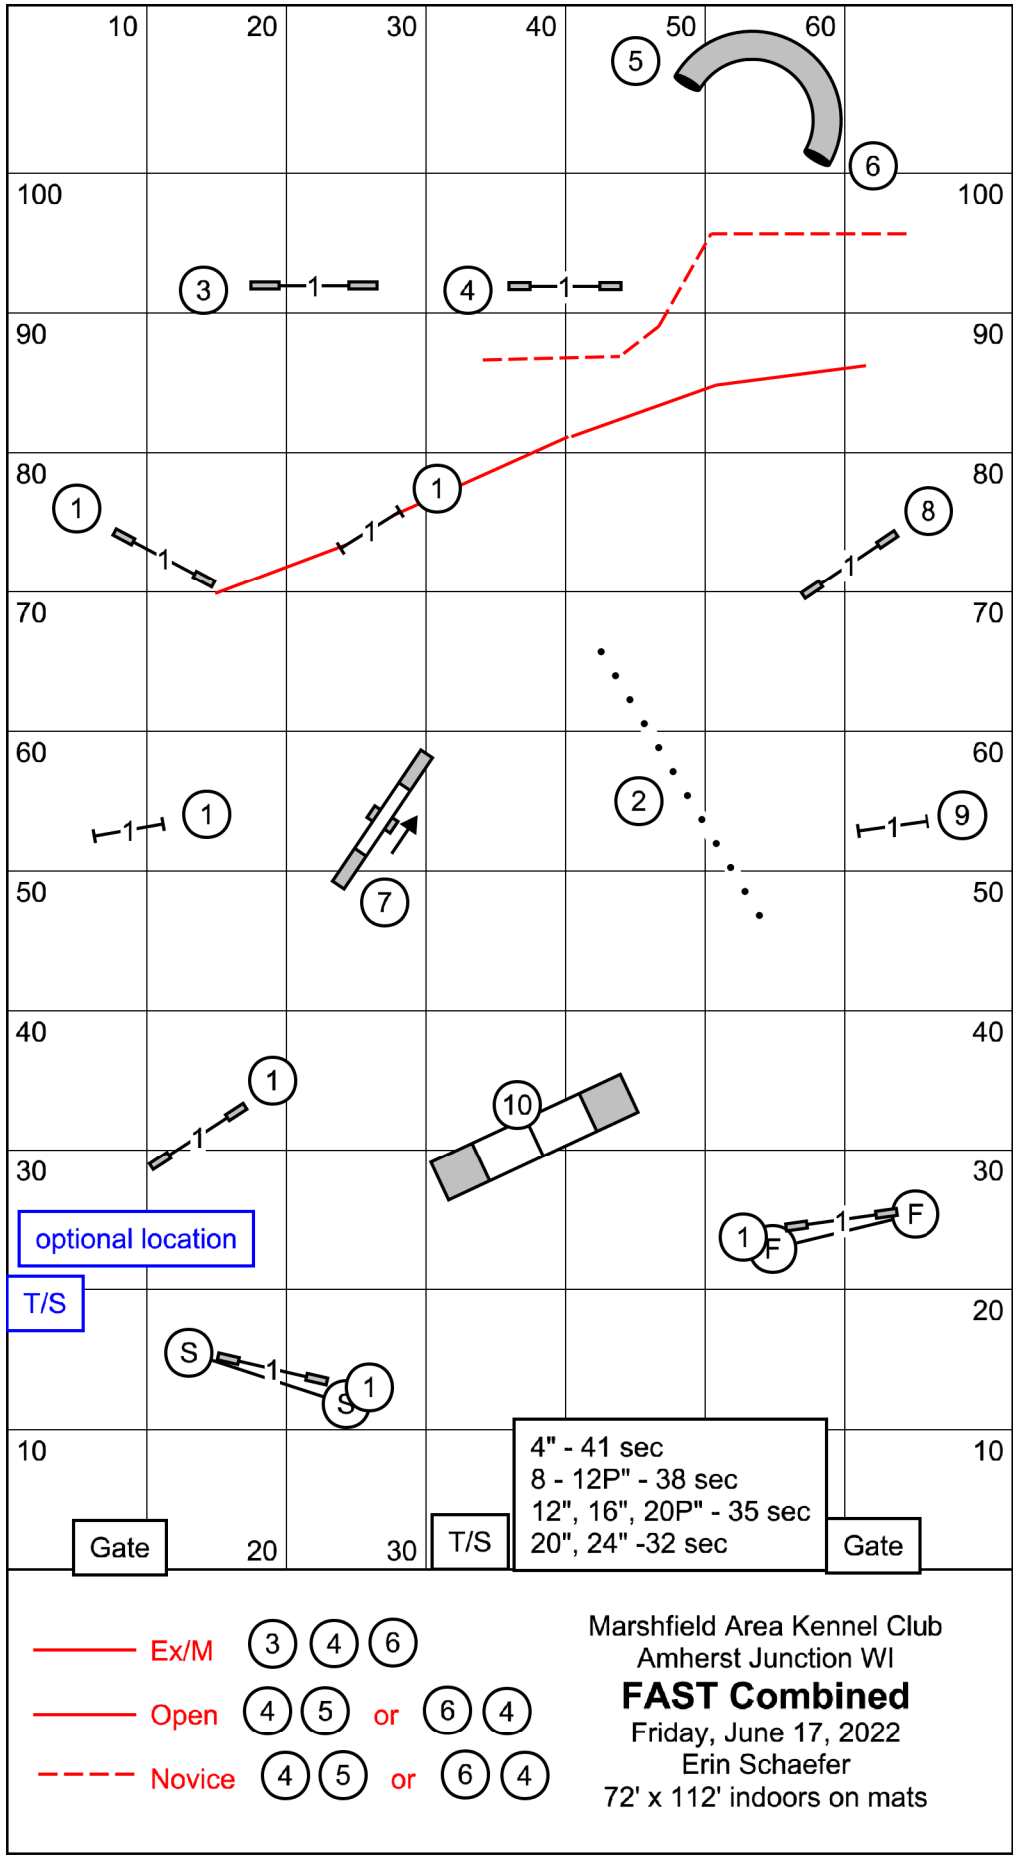 10 20 30 40 50 60
5
6
100 100
3 1 4 1
90 90
80 80
1 1 8
1 1 1
70 70
60 60
1 2 9
1 1
7
50 50
40 40
1 10
1
30 30
optional location
1 F 1 F
T/S
20 20
S 1 S 1
10 10
4" - 41 sec
8 - 12P" - 38 sec
12", 16", 20P" - 35 sec
20", 24" -32 sec
Gate 20 30 T/S Gate
Ex/M 3 4 6
Open 4 5 or 6 4
Novice 4 5 or 6 4
Marshfield Area Kennel Club
Amherst Junction WI
FAST Combined
Friday, June 17, 2022
Erin Schaefer
72' x 112' indoors on mats